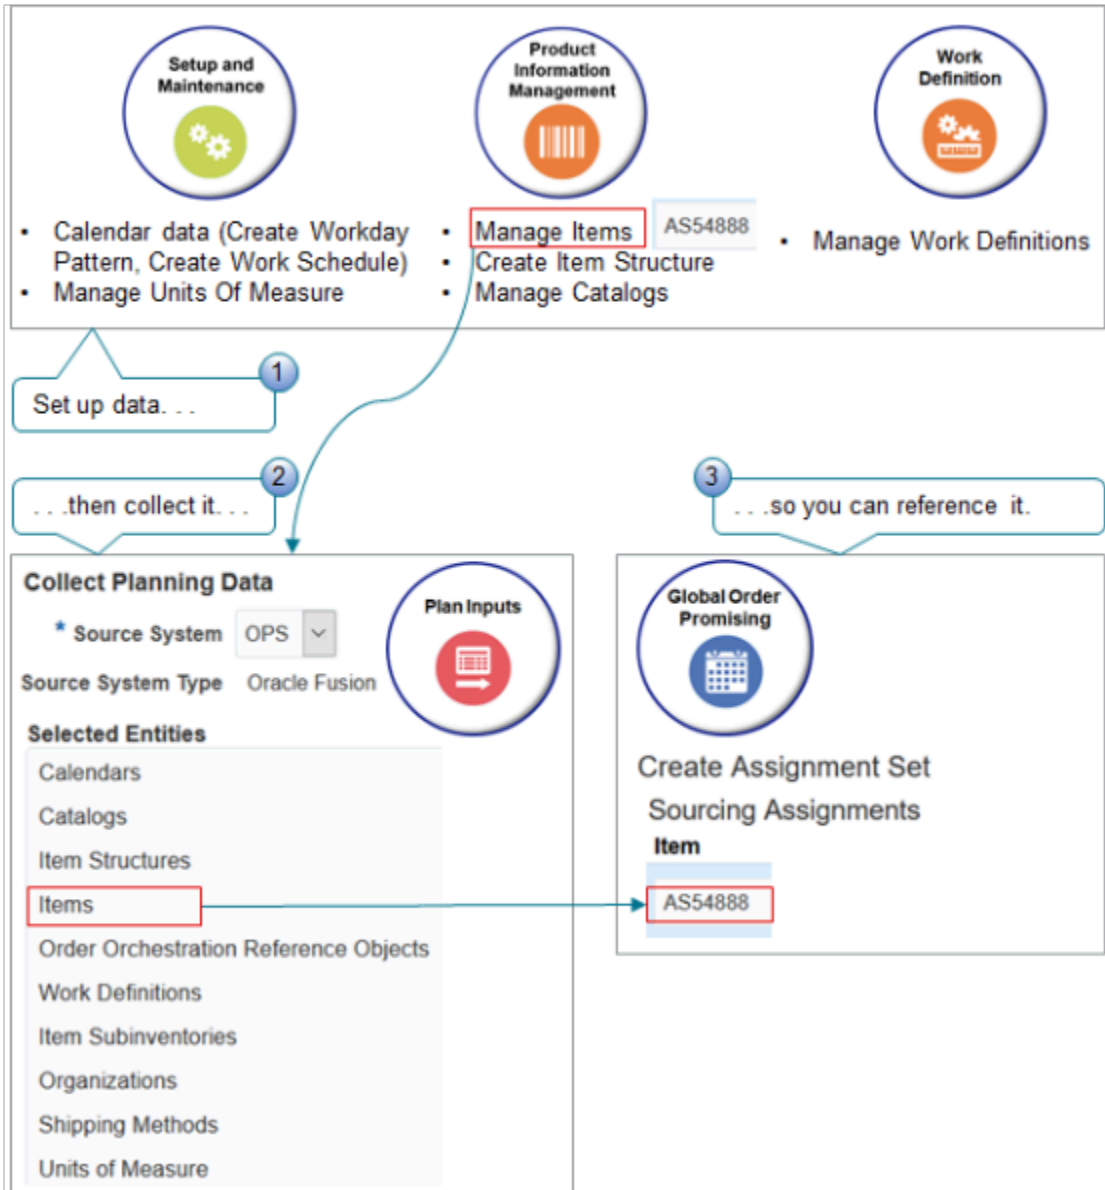 Setup and
Maintenance
Product
Information
Management
Work
Definition
• Calendar data (Create Workday
Pattern, Create Work Schedule)
• Manage Units Of Measure
• Manage Items
AS54888
• Create Item Structure
• Manage Catalogs
• Manage Work Definitions
1
Set up data. . .
2
. . .then collect it. . .
3
. . .so you can reference it.
Collect Planning Data
* Source System OPS
Source System Type Oracle Fusion
Plan Inputs
Selected Entities
Calendars
Catalogs
Item Structures
Items
Order Orchestration Reference Objects
Work Definitions
Item Subinventories
Organizations
Shipping Methods
Units of Measure
Global Order
Promising
Create Assignment Set
Sourcing Assignments
Item
AS54888